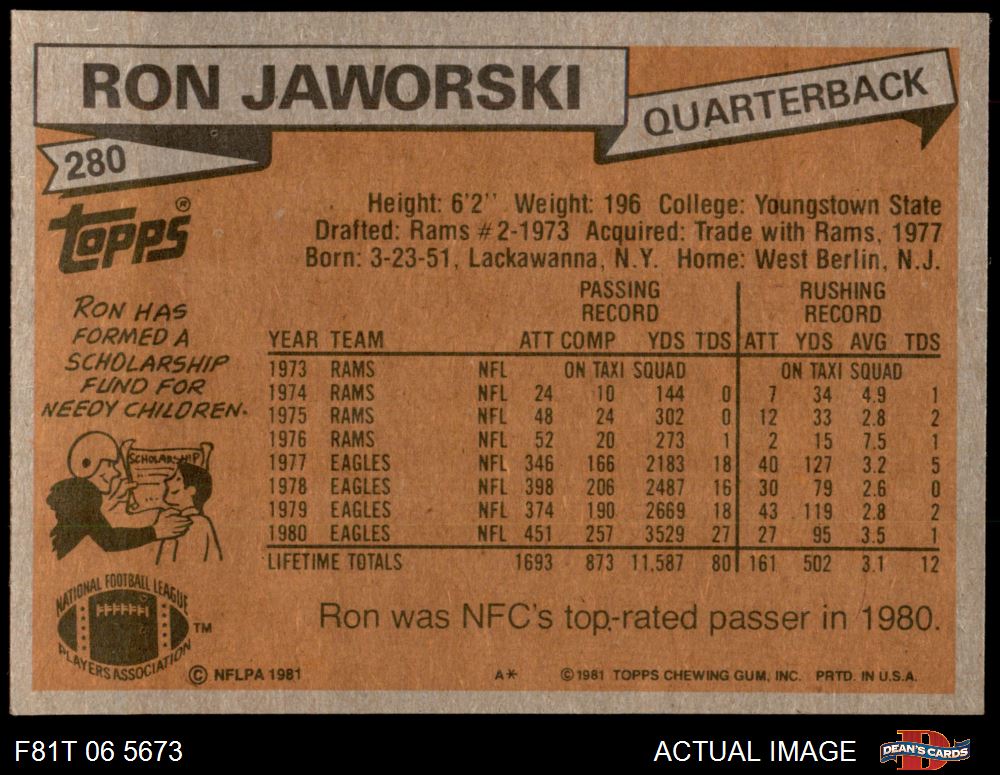 RON JAWORSKI
QUARTERBACK
280
TOPPS®
Height: 6'2" Weight: 196 College: Youngstown State
Drafted: Rams #2-1973 Acquired: Trade with Rams, 1977
Born: 3-23-51, Lackawanna, N.Y. Home: West Berlin, N.J.
RON HAS
FORMED A
SCHOLARSHIP
FUND FOR
NEEDY CHILDREN.
SCHOLARSHIP
PASSING RUSHING
RECORD RECORD
YEAR TEAM ATT COMP YDS TDS ATT YDS AVG TDS
1973 RAMS NFL ON TAXI SQUAD ON TAXI SQUAD
1974 RAMS NFL 24 10 144 0 7 34 4.9 1
1975 RAMS NFL 48 24 302 0 12 33 2.8 2
1976 RAMS NFL 52 20 273 1 2 15 7.5 1
1977 EAGLES NFL 346 166 2183 18 40 127 3.2 5
1978 EAGLES NFL 398 206 2487 16 30 79 2.6 0
1979 EAGLES NFL 374 190 2669 18 43 119 2.8 2
1980 EAGLES NFL 451 257 3529 27 27 95 3.5 1
LIFETIME TOTALS 1693 873 11,587 80 161 502 3.1 12
Ron was NFC's top-rated passer in 1980.
NATIONAL FOOTBALL LEAGUE
PLAYERS ASSOCIATION
TM
© NFLPA 1981
A*
© 1981 TOPPS CHEWING GUM, INC. PRTD. IN U.S.A.
F81T 06 5673
ACTUAL IMAGE
D
DEAN'S CARDS